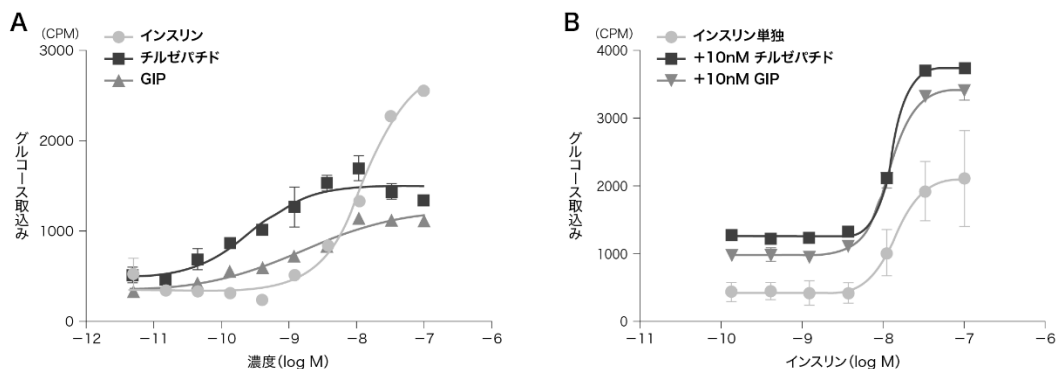 A
(CPM)
3000
2000
1000
0
グルコース取込み
インスリン
チルゼパチド
GIP
−12
−11
−10
−9
−8
−7
−6
濃度(log M)
B
(CPM)
4000
3000
2000
1000
0
グルコース取込み
インスリン単独
+10nM チルゼパチド
+10nM GIP
−11
−10
−9
−8
−7
−6
インスリン(log M)